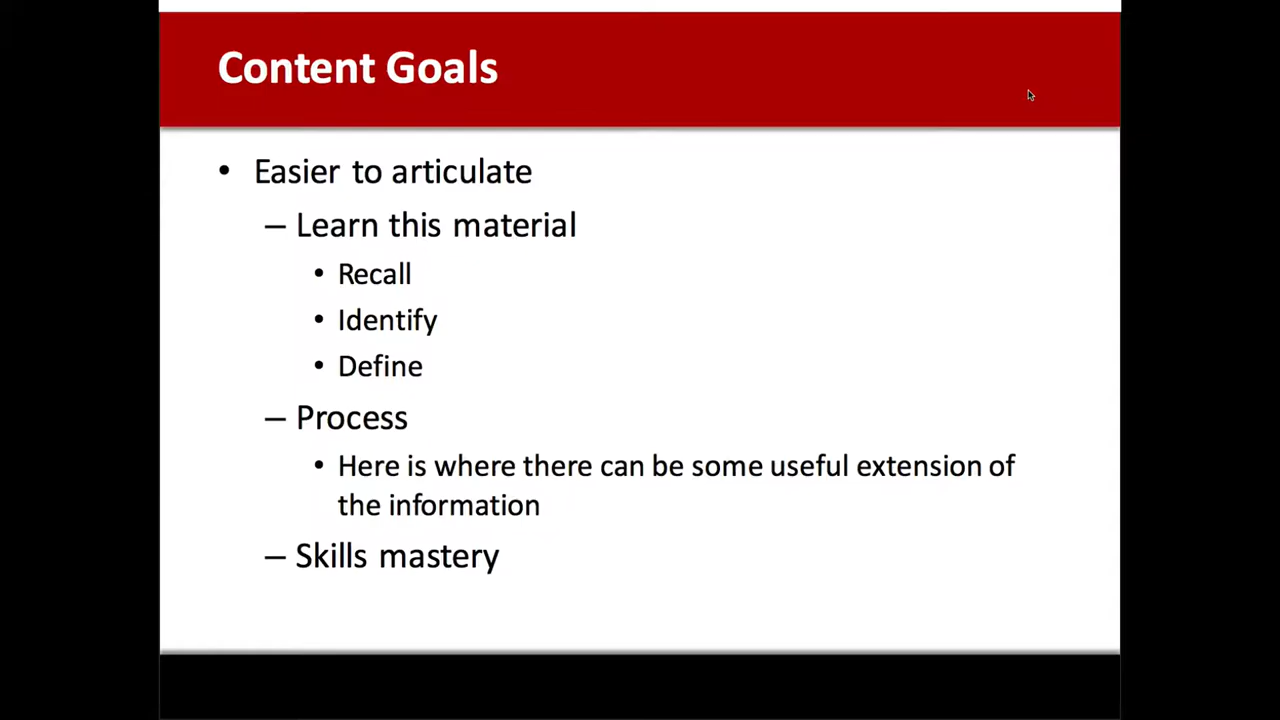 Content Goals
• Easier to articulate
– Learn this material
• Recall
• Identify
• Define
– Process
• Here is where there can be some useful extension of
the information
– Skills mastery